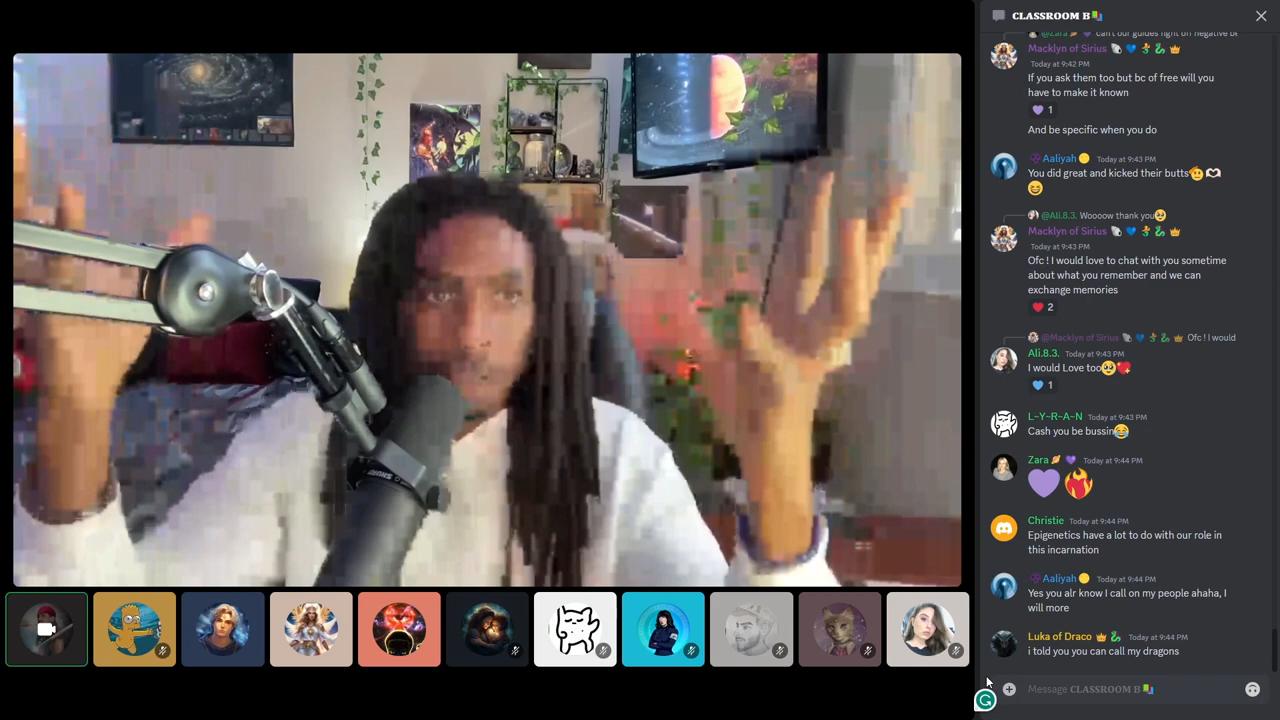 CLASSROOM B
@Zara can't our guides fight off negative
Macklyn of Sirius
Today at 9:42 PM
If you ask them too but bc of free will you
have to make it known
1
And be specific when you do
Aaliyah Today at 9:43 PM
You did great and kicked their butts
@Ali.8.3. Woooow thank you
Macklyn of Sirius
Today at 9:43 PM
Ofc ! I would love to chat with you sometime
about what you remember and we can
exchange memories
2
@Macklyn of Sirius Ofc ! I would
Ali.8.3. Today at 9:43 PM
I would Love too
1
L~Y~R~A~N Today at 9:43 PM
Cash you be bussin
Zara Today at 9:44 PM
Christie Today at 9:44 PM
Epigenetics have a lot to do with our role in
this incarnation
Aaliyah Today at 9:44 PM
Yes you alr know I call on my people ahaha, I
will more
Luka of Draco Today at 9:44 PM
i told you you can call my dragons
Message CLASSROOM B